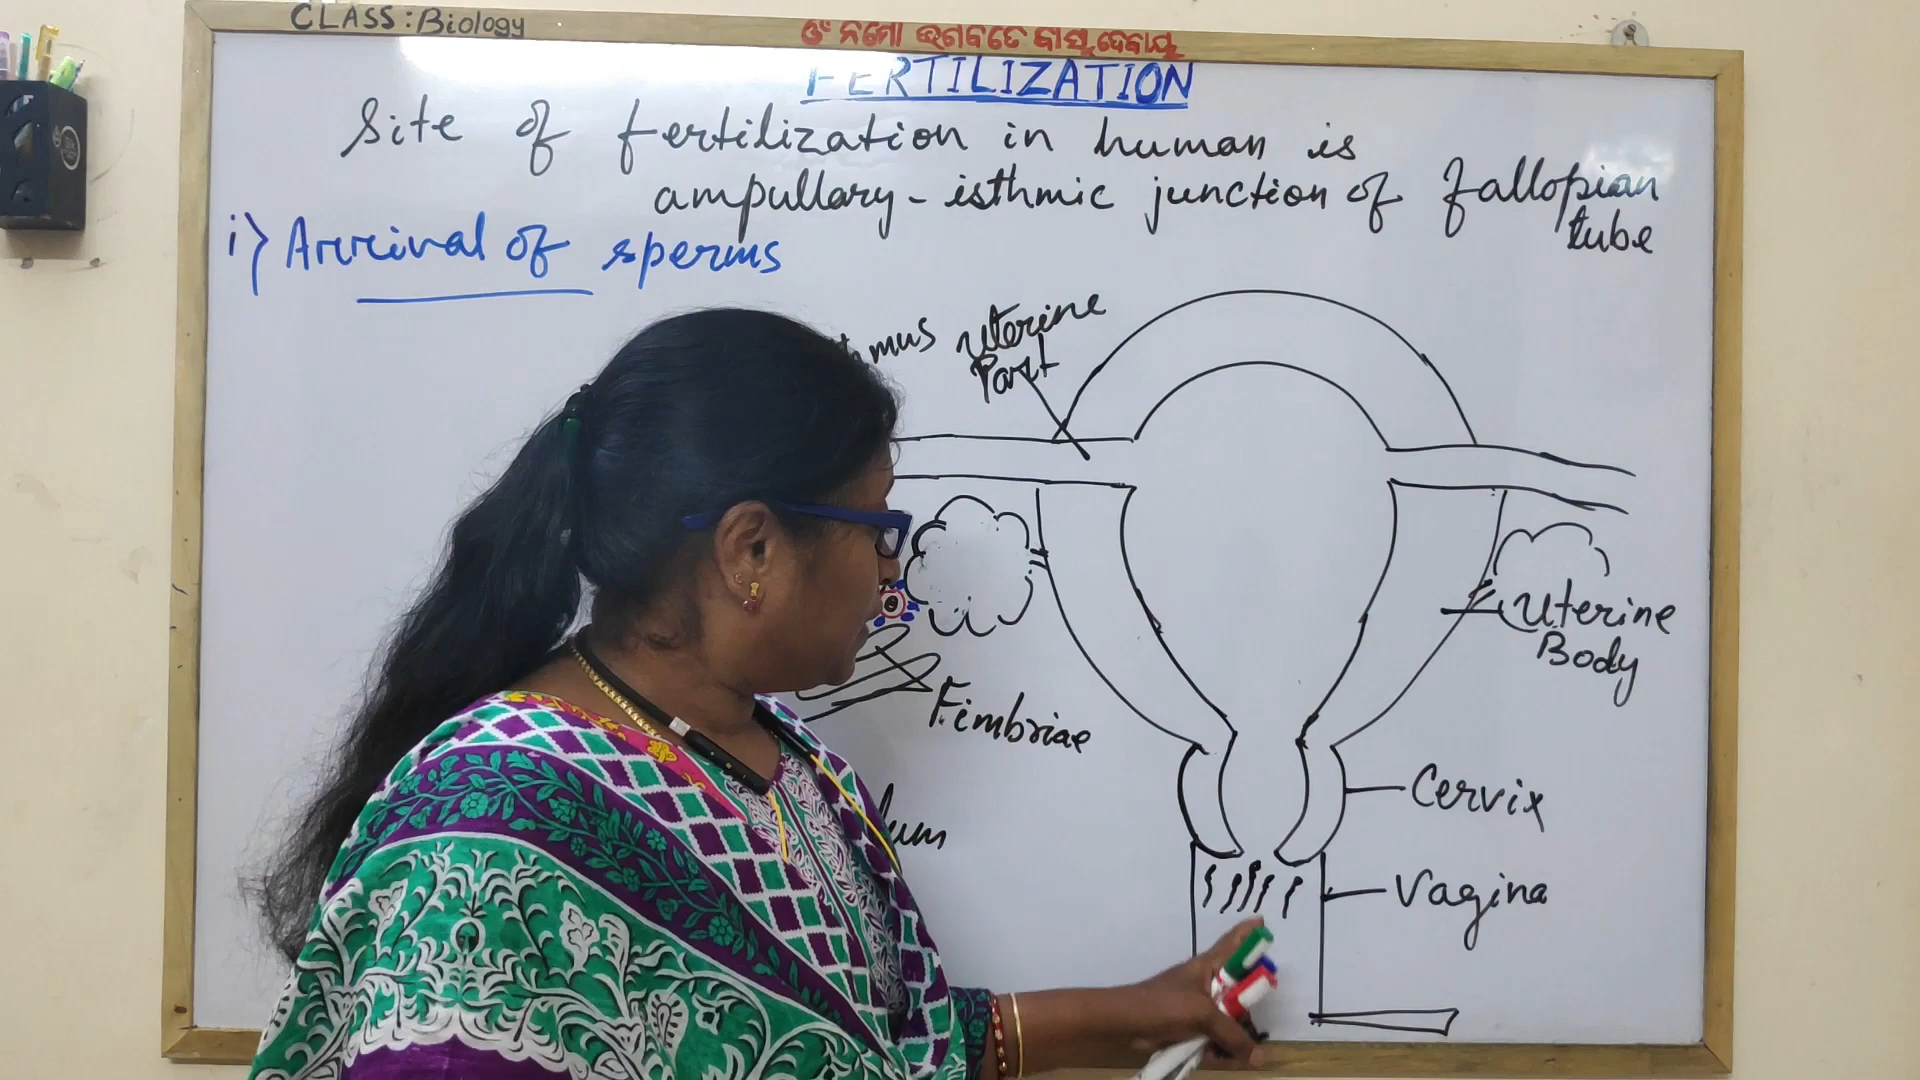 CLASS: Biology
ଓଁ ନମୋ ଭଗବତେ ବାସୁଦେବାୟ
FERTILIZATION
Site of fertilization in human is
ampullary-isthmic junction of fallopian
tube
i) Arrival of sperms
uterine
Part
Uterine
Body
Fimbriae
Cervix
Vagina